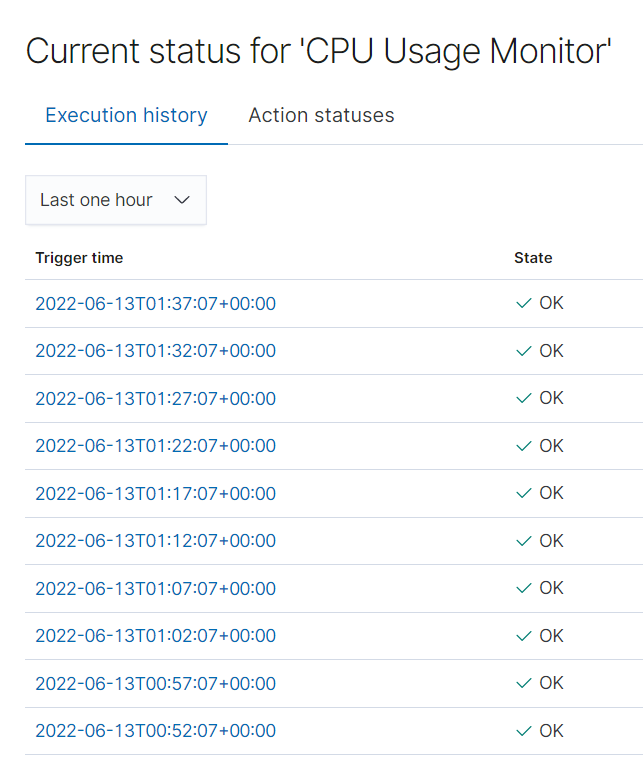 Current status for 'CPU Usage Monitor'
Execution history Action statuses
Last one hour
Trigger time State
2022-06-13T01:37:07+00:00 OK
2022-06-13T01:32:07+00:00 OK
2022-06-13T01:27:07+00:00 OK
2022-06-13T01:22:07+00:00 OK
2022-06-13T01:17:07+00:00 OK
2022-06-13T01:12:07+00:00 OK
2022-06-13T01:07:07+00:00 OK
2022-06-13T01:02:07+00:00 OK
2022-06-13T00:57:07+00:00 OK
2022-06-13T00:52:07+00:00 OK